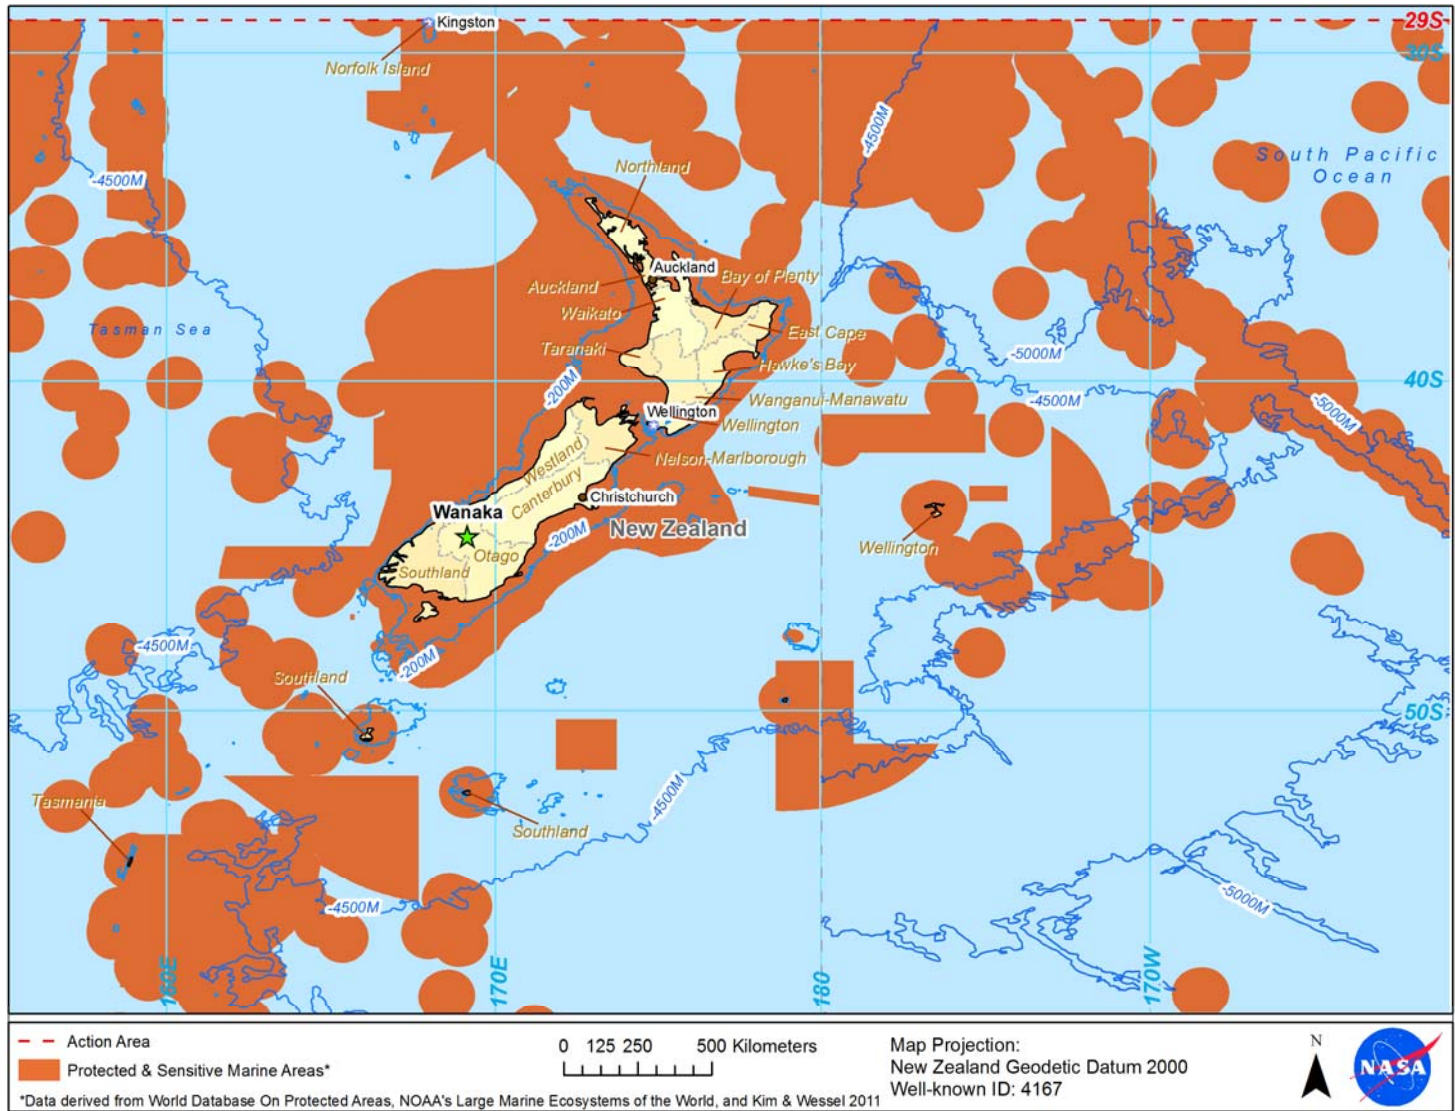 Kingston
29S
30S
Norfolk Island
-4500M
South Pacific
Ocean
-4500M
Northland
Auckland
Bay of Plenty
Auckland
Waikato
Tasman Sea
East Cape
Taranaki
-5000M
Hawke's Bay
40S
-200M
Wanganui-Manawatu
-4500M
-5000M
Wellington
Wellington
Westland
Nelson-Marlborough
Canterbury
Christchurch
Wanaka
New Zealand
-200M
Otago
Wellington
Southland
-4500M
-200M
Southland
50S
-4500M
Tasmania
Southland
-5000M
-4500M
160E
170E
180
170W
Action Area
Protected & Sensitive Marine Areas*
*Data derived from World Database On Protected Areas, NOAA's Large Marine Ecosystems of the World, and Kim & Wessel 2011
0 125 250 500 Kilometers
Map Projection:
New Zealand Geodetic Datum 2000
Well-known ID: 4167
N
NASA